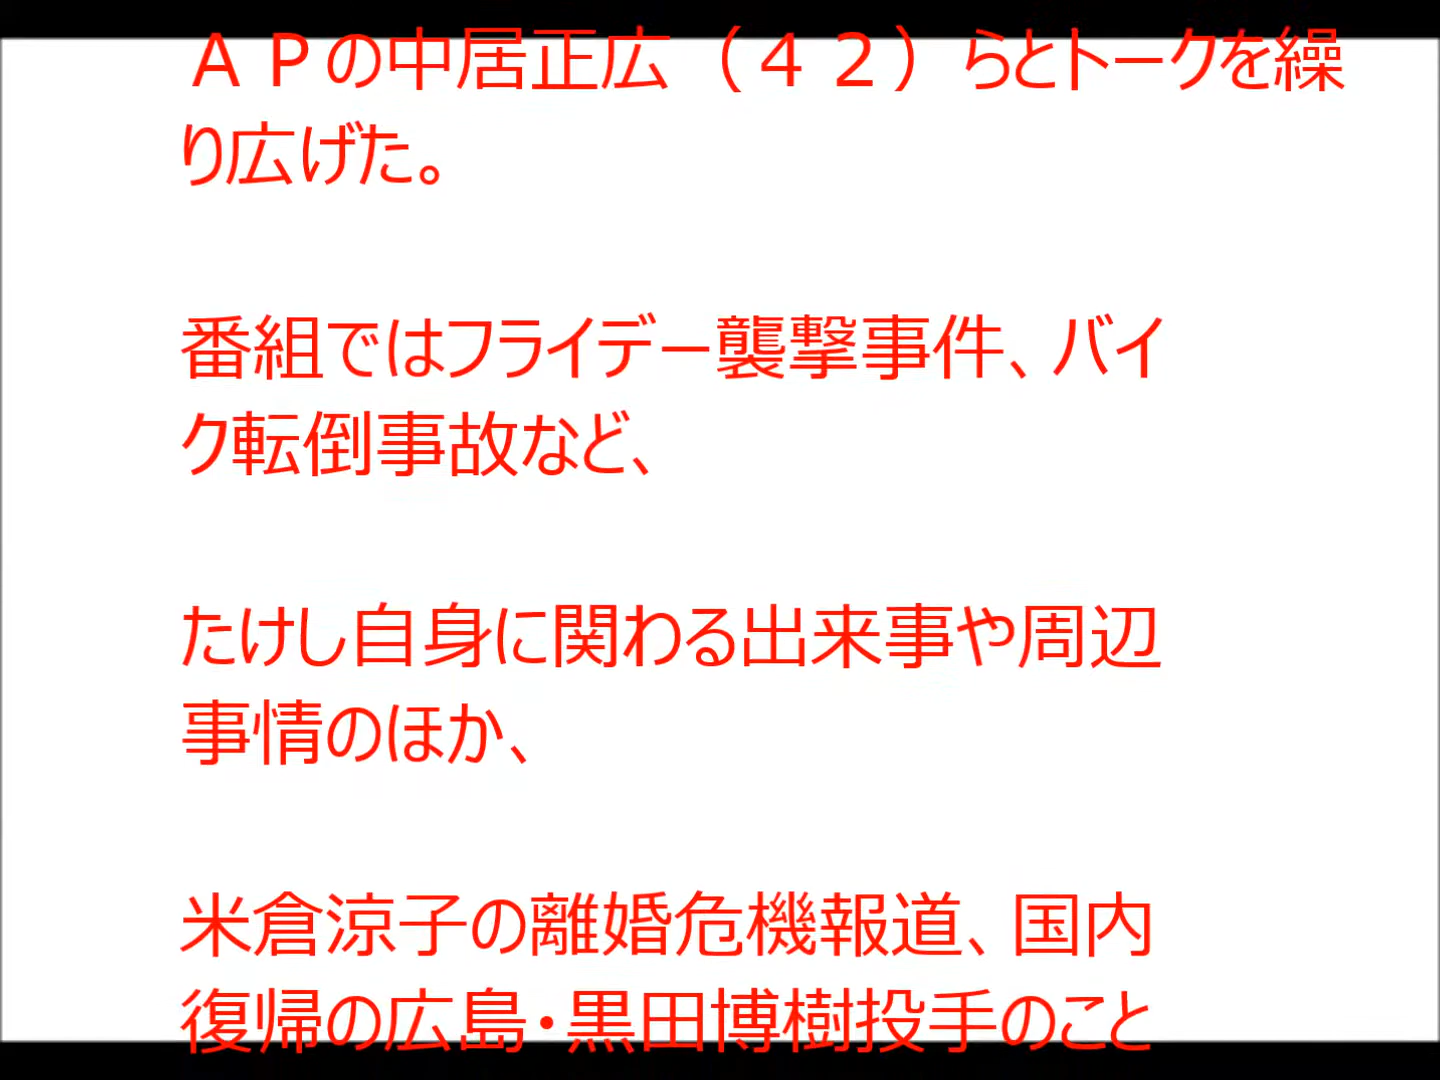 ＡＰの中居正広（４２）らとトークを繰
り広げた。
番組ではフライデー襲撃事件、バイ
ク転倒事故など、
たけし自身に関わる出来事や周辺
事情のほか、
米倉涼子の離婚危機報道、国内
復帰の広島・黒田博樹投手のこと